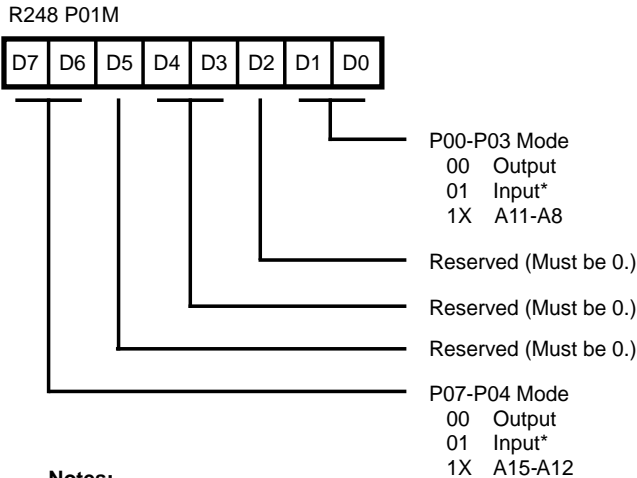 R248 P01M
D7 D6 D5 D4 D3 D2 D1 D0
P00-P03 Mode
00 Output
01 Input*
1X A11-A8
Reserved (Must be 0.)
Reserved (Must be 0.)
Reserved (Must be 0.)
P07-P04 Mode
00 Output
01 Input*
1X A15-A12
Notes: